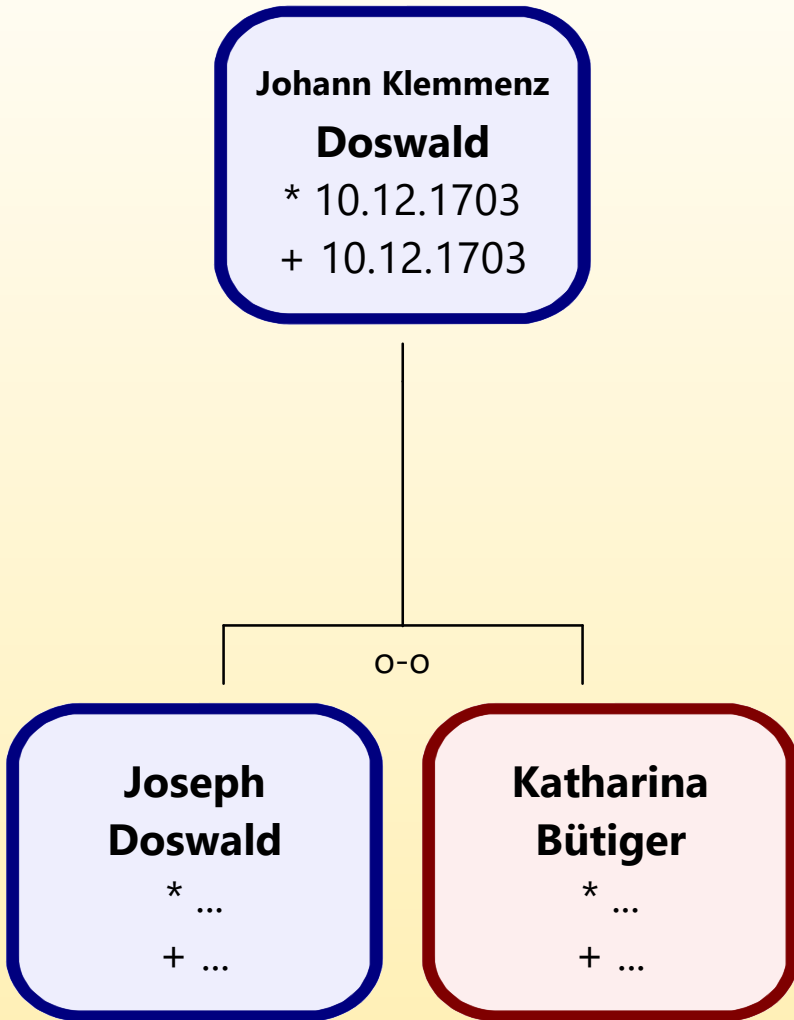 Johann Klemmenz
Doswald
* 10.12.1703
+ 10.12.1703
o-o
Joseph
Doswald
* ...
+ ...
Katharina
Bütiger
* ...
+ ...